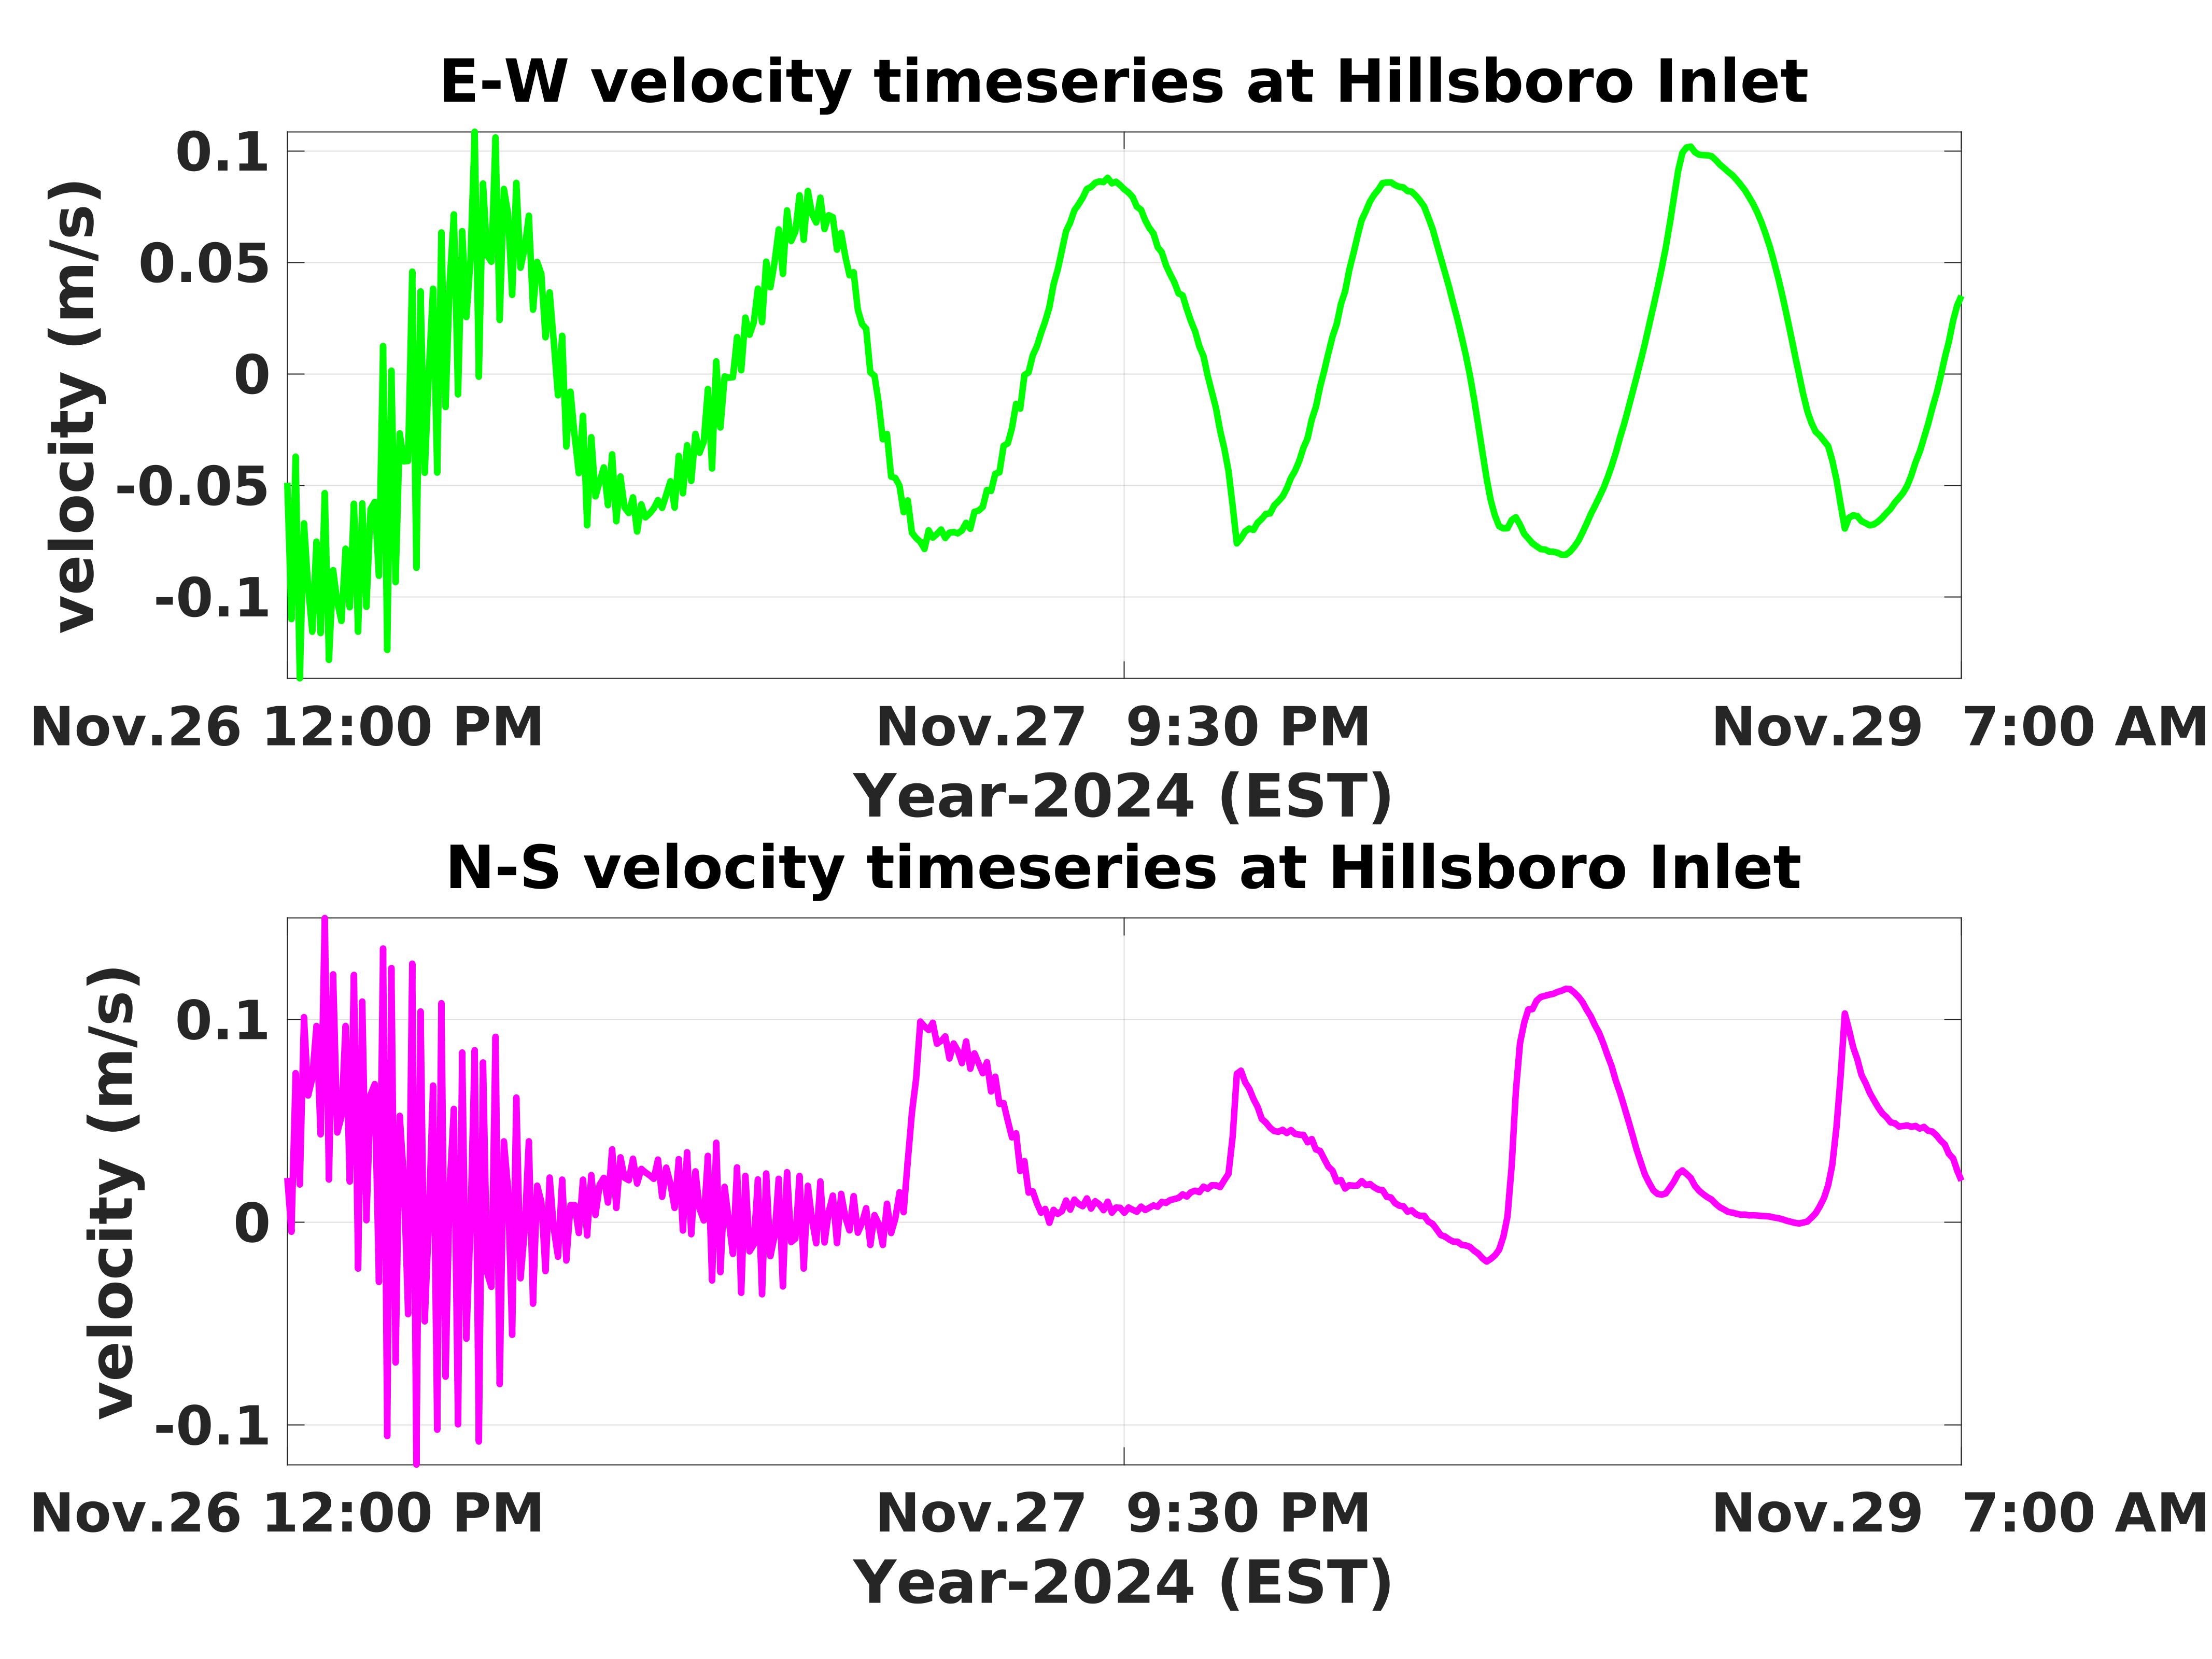 E-W velocity timeseries at Hillsboro Inlet
velocity (m/s)
0.1
0.05
0
-0.05
-0.1
Nov.26 12:00 PM Nov.27 9:30 PM Nov.29 7:00 AM
Year-2024 (EST)
N-S velocity timeseries at Hillsboro Inlet
velocity (m/s)
0.1
0
-0.1
Nov.26 12:00 PM Nov.27 9:30 PM Nov.29 7:00 AM
Year-2024 (EST)